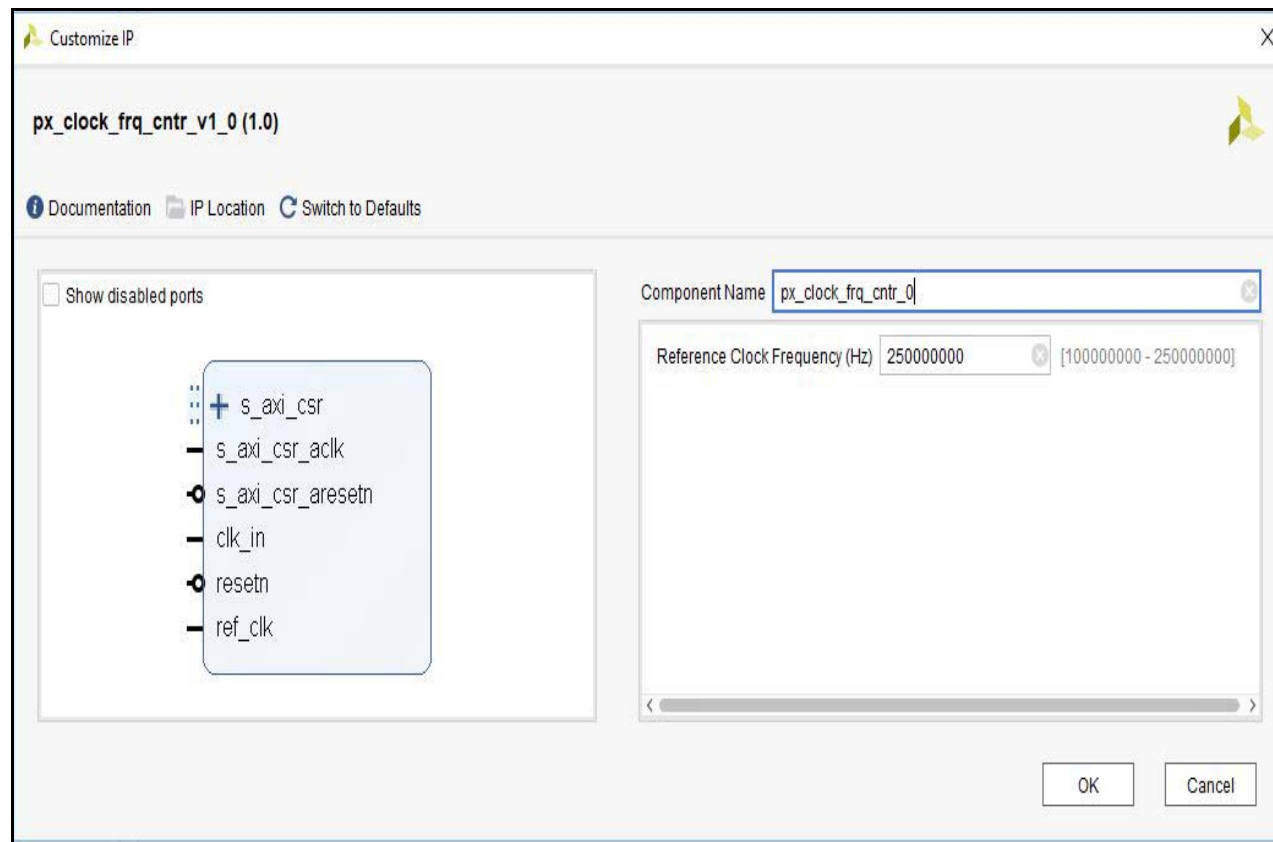 Customize IP
px_clock_frq_cntr_v1_0 (1.0)
Documentation IP Location Switch to Defaults
Show disabled ports
s_axi_csr
s_axi_csr_aclk
s_axi_csr_aresetn
clk_in
resetn
ref_clk
Component Name px_clock_frq_cntr_0
Reference Clock Frequency (Hz) 250000000 [100000000 - 250000000]
OK Cancel